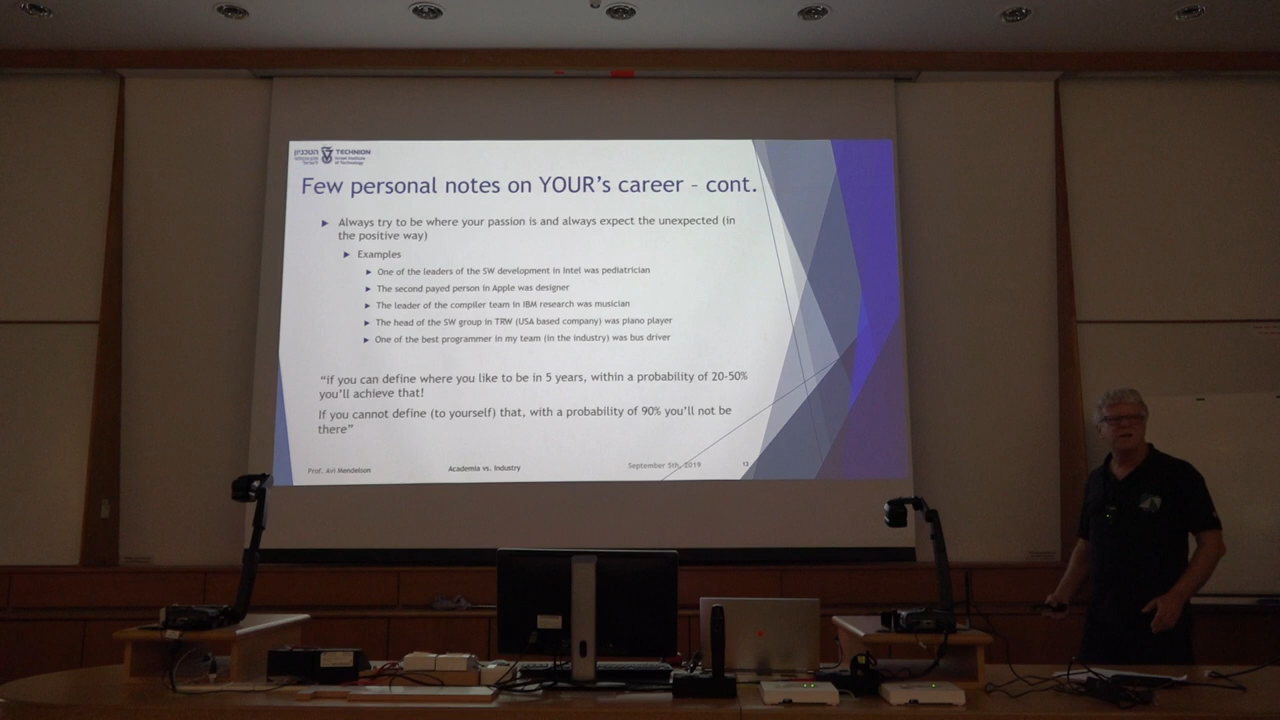 הטכניון
TECHNION
Israel Institute
of Technology
Few personal notes on YOUR's career – cont.
Always try to be where your passion is and always expect the unexpected (in
the positive way)
Examples
One of the leaders of the SW development in Intel was pediatrician
The second payed person in Apple was designer
The leader of the compiler team in IBM research was musician
The head of the SW group in TRW (USA based company) was piano player
One of the best programmer in my team (in the industry) was bus driver
"if you can define where you like to be in 5 years, within a probability of 20-50%
you'll achieve that!
If you cannot define (to yourself) that, with a probability of 90% you'll not be
there"
Prof. Avi Mendelson
Academia vs. Industry
September 5th, 2019
13